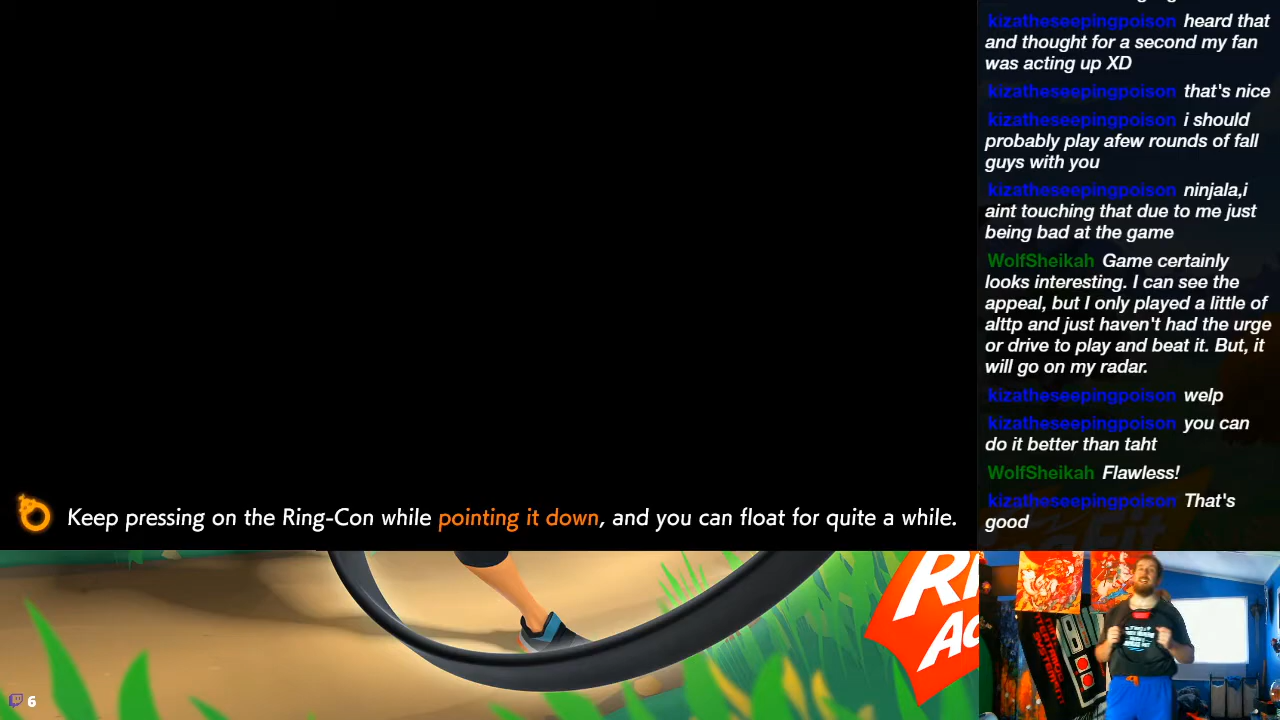 kizatheseepingpoison heard that
and thought for a second my fan
was acting up XD
kizatheseepingpoison that's nice
kizatheseepingpoison i should
probably play afew rounds of fall
guys with you
kizatheseepingpoison ninjala,i
aint touching that due to me just
being bad at the game
WolfSheikah Game certainly
looks interesting. I can see the
appeal, but I only played a little of
alttp and just haven't had the urge
or drive to play and beat it. But, it
will go on my radar.
kizatheseepingpoison welp
kizatheseepingpoison you can
do it better than taht
WolfSheikah Flawless!
kizatheseepingpoison That's
good
Keep pressing on the Ring-Con while pointing it down, and you can float for quite a while.
6